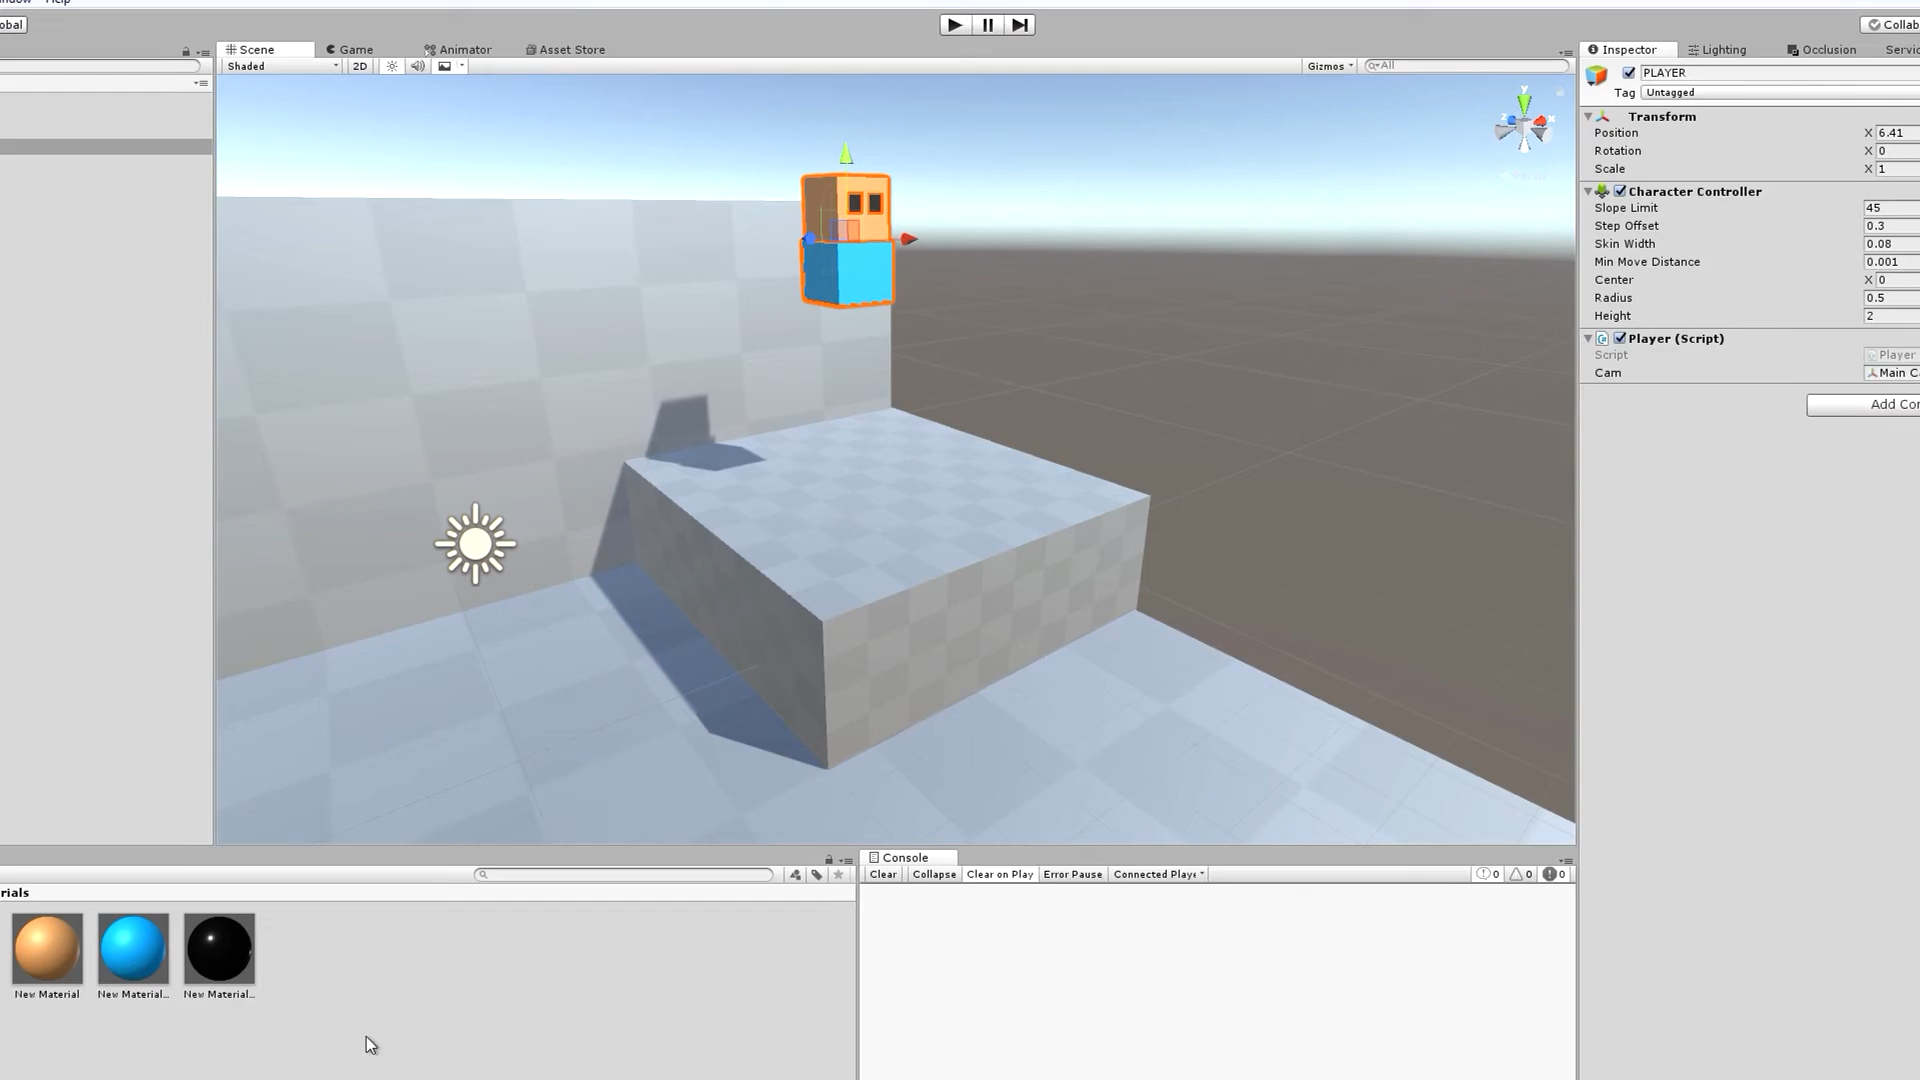 Help
obal
Collab
Scene
Game
Animator
Asset Store
Shaded
2D
Gizmos
All
y
x
z
Inspector
Lighting
Occlusion
Servic
PLAYER
Tag Untagged
Transform
Position X 6.41
Rotation X 0
Scale X 1
Character Controller
Slope Limit 45
Step Offset 0.3
Skin Width 0.08
Min Move Distance 0.001
Center X 0
Radius 0.5
Height 2
Player (Script)
Script Player
Cam Main C
Add Con
rials
New Material
New Material...
New Material...
Console
Clear
Collapse
Clear on Play
Error Pause
Connected Playe
0
0
0